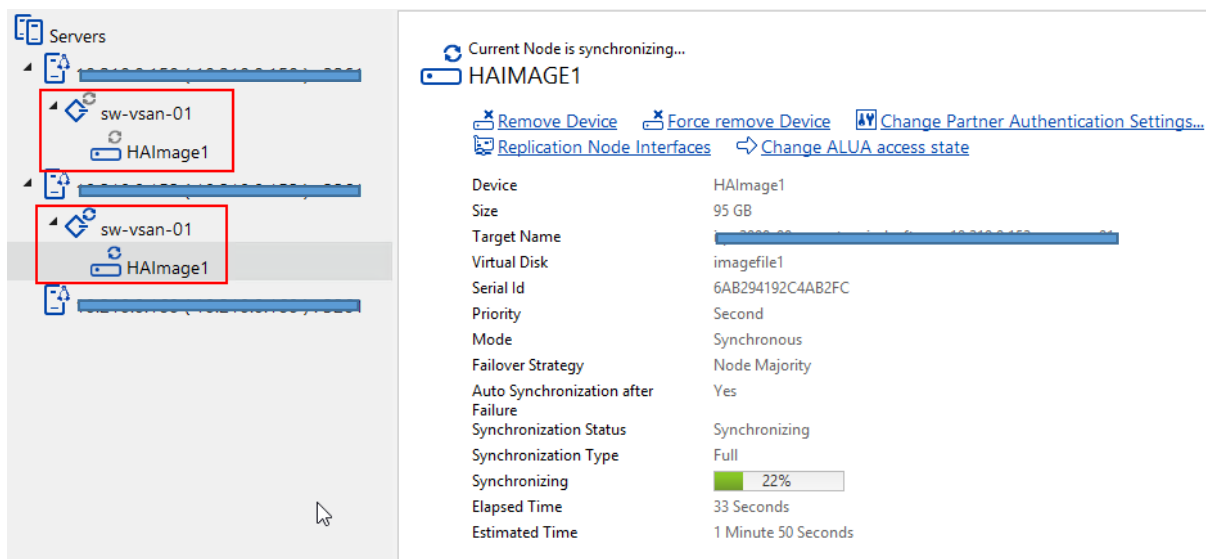 Servers
sw-vsan-01
HAImage1
sw-vsan-01
HAImage1
Current Node is synchronizing...
HAIMAGE1
Remove Device Force remove Device Change Partner Authentication Settings...
Replication Node Interfaces Change ALUA access state
Device HAImage1
Size 95 GB
Target Name
Virtual Disk imagefile1
Serial Id 6AB294192C4AB2FC
Priority Second
Mode Synchronous
Failover Strategy Node Majority
Auto Synchronization after Yes
Failure
Synchronization Status Synchronizing
Synchronization Type Full
Synchronizing 22%
Elapsed Time 33 Seconds
Estimated Time 1 Minute 50 Seconds